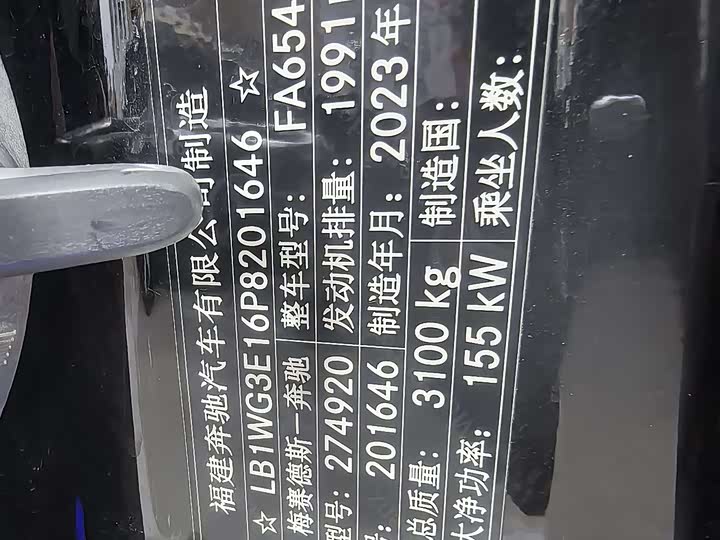 福建奔驰汽车有限公司制造
☆ LB1WG3E16P8201646 ☆
梅赛德斯－奔驰 整车型号: FA654
型号: 274920 发动机排量: 1991
号: 201646 制造年月: 2023年
总质量: 3100 kg 制造国:
大净功率: 155 kW 乘坐人数: